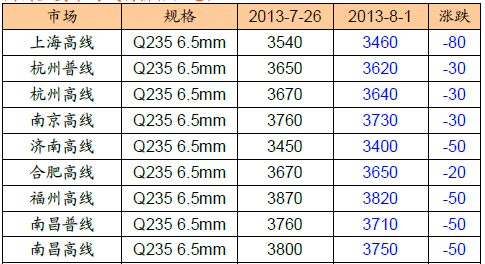 市场 规格 2013-7-26 2013-8-1 涨跌
上海高线 Q235 6.5mm 3540 3460 -80
杭州普线 Q235 6.5mm 3650 3620 -30
杭州高线 Q235 6.5mm 3670 3640 -30
南京高线 Q235 6.5mm 3760 3730 -30
济南高线 Q235 6.5mm 3450 3400 -50
合肥高线 Q235 6.5mm 3670 3650 -20
福州高线 Q235 6.5mm 3870 3820 -50
南昌普线 Q235 6.5mm 3760 3710 -50
南昌高线 Q235 6.5mm 3800 3750 -50